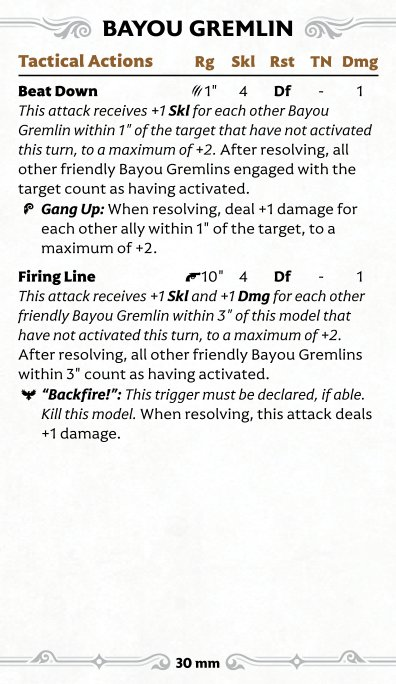 BAYOU GREMLIN
Tactical Actions Rg Skl Rst TN Dmg
Beat Down 1" 4 Df - 1
This attack receives +1 Skl for each other Bayou
Gremlin within 1" of the target that have not activated
this turn, to a maximum of +2. After resolving, all
other friendly Bayou Gremlins engaged with the
target count as having activated.
Gang Up: When resolving, deal +1 damage for
each other ally within 1" of the target, to a
maximum of +2.
Firing Line 10" 4 Df - 1
This attack receives +1 Skl and +1 Dmg for each other
friendly Bayou Gremlin within 3" of this model that
have not activated this turn, to a maximum of +2.
After resolving, all other friendly Bayou Gremlins
within 3" count as having activated.
“Backfire!”: This trigger must be declared, if able.
Kill this model. When resolving, this attack deals
+1 damage.
30 mm